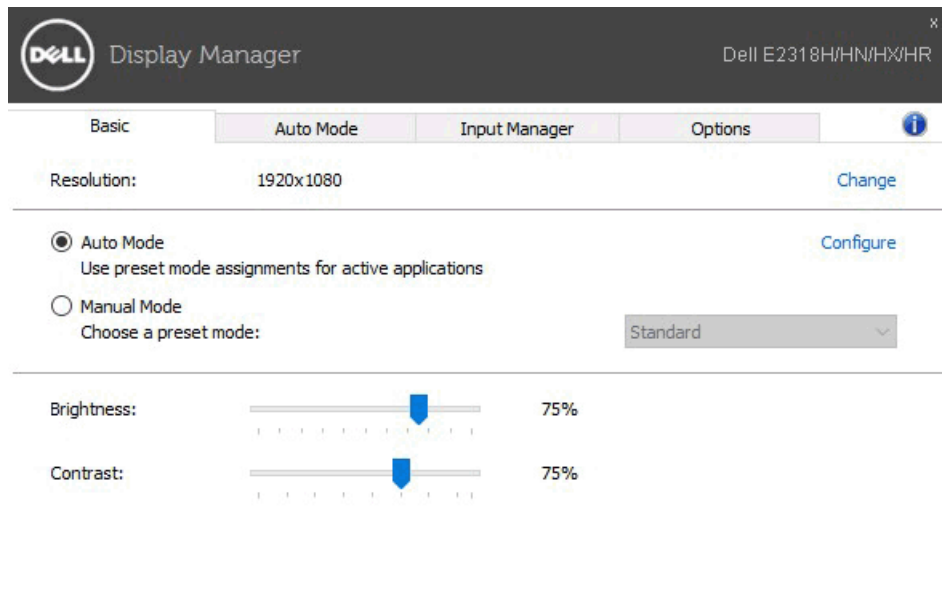 x
DELL Display Manager Dell E2318H/HN/HX/HR
Basic Auto Mode Input Manager Options i
Resolution: 1920x1080 Change
Auto Mode Configure
Use preset mode assignments for active applications
Manual Mode
Choose a preset mode: Standard
Brightness: 75%
Contrast: 75%